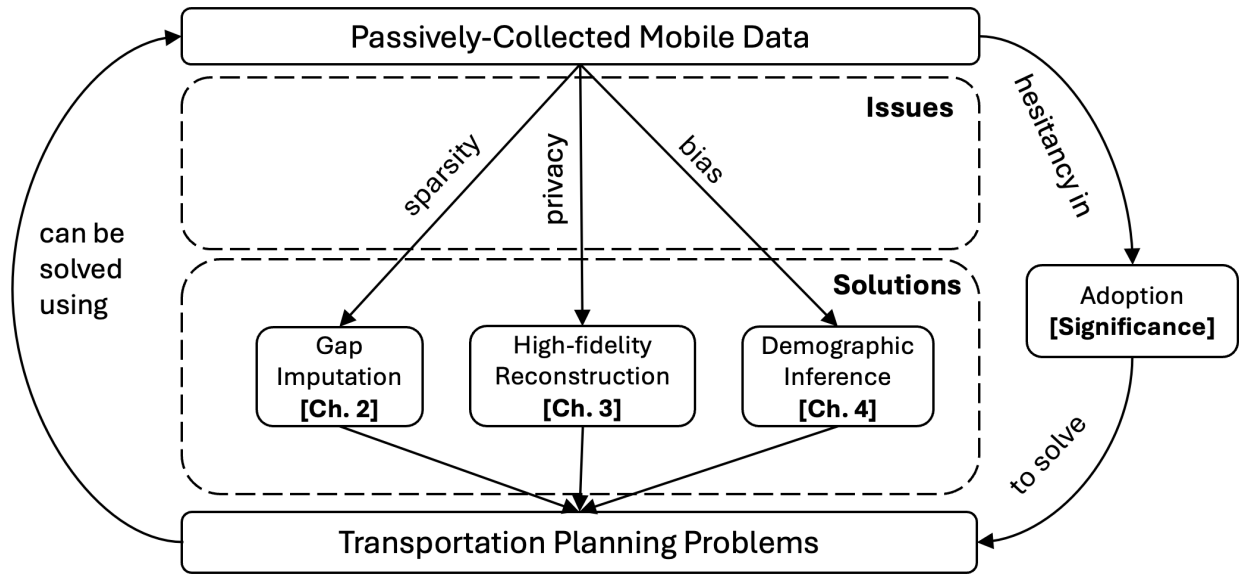 Passively-Collected Mobile Data
Issues
sparsity
privacy
bias
hesitancy in
can be
solved
using
Solutions
Adoption
[Significance]
Gap
Imputation
[Ch. 2]
High-fidelity
Reconstruction
[Ch. 3]
Demographic
Inference
[Ch. 4]
to solve
Transportation Planning Problems